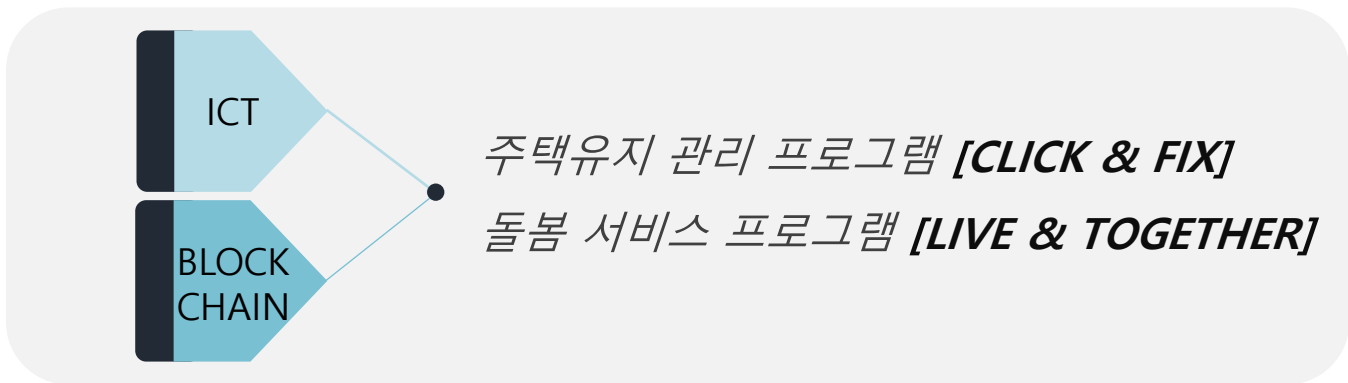 ICT
BLOCK
CHAIN
주택유지 관리 프로그램 [CLICK & FIX]
돌봄 서비스 프로그램 [LIVE & TOGETHER]